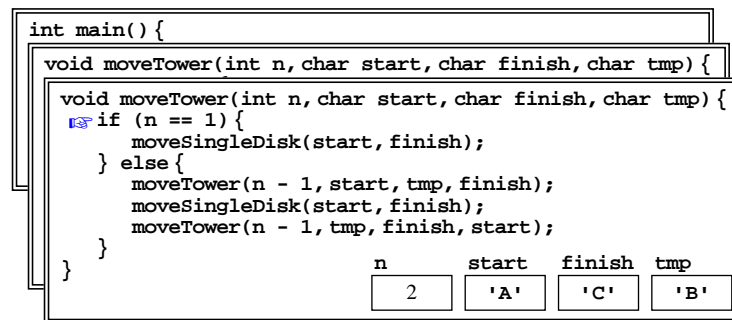 int main() {
void moveTower(int n, char start, char finish, char tmp) {
void moveTower(int n, char start, char finish, char tmp) {
if (n == 1) {
moveSingleDisk(start, finish);
} else {
moveTower(n - 1, start, tmp, finish);
moveSingleDisk(start, finish);
moveTower(n - 1, tmp, finish, start);
}
}
n start finish tmp
2 'A' 'C' 'B'